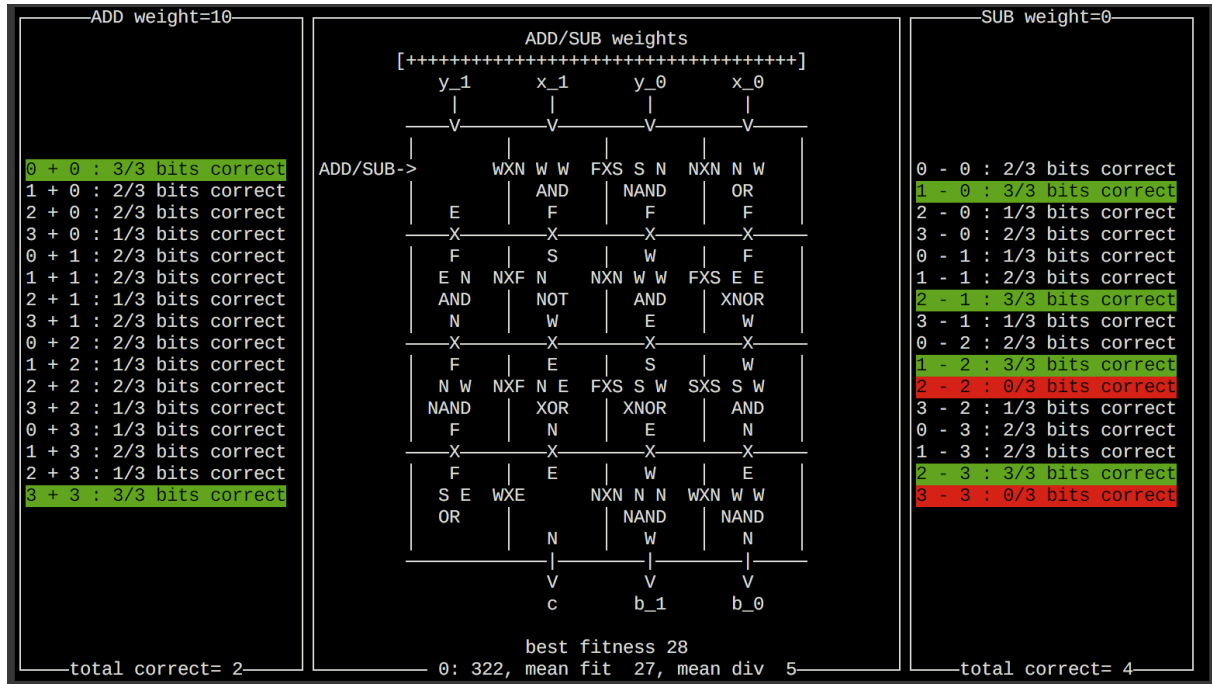 ADD weight=10
0 + 0 : 3/3 bits correct
1 + 0 : 2/3 bits correct
2 + 0 : 2/3 bits correct
3 + 0 : 1/3 bits correct
0 + 1 : 2/3 bits correct
1 + 1 : 2/3 bits correct
2 + 1 : 1/3 bits correct
3 + 1 : 2/3 bits correct
0 + 2 : 2/3 bits correct
1 + 2 : 1/3 bits correct
2 + 2 : 2/3 bits correct
3 + 2 : 1/3 bits correct
0 + 3 : 1/3 bits correct
1 + 3 : 2/3 bits correct
2 + 3 : 1/3 bits correct
3 + 3 : 3/3 bits correct
total correct= 2
ADD/SUB weights
[+++++++++++++++++++++++++++++++++++++]
y_1 x_1 y_0 x_0
V V V V
ADD/SUB-> WXN W W FXS S N NXN N W
AND NAND OR
E F F F
X X X X
F S W F
E N NXF N NXN W W FXS E E
AND NOT AND XNOR
N W E W
X X X X
F E S W
N W NXF N E FXS S W SXS S W
NAND XOR XNOR AND
F N E N
X X X X
F E W E
S E WXE NXN N N WXN W W
OR NAND NAND
N W N
V V V
c b_1 b_0
best fitness 28
0: 322, mean fit 27, mean div 5
SUB weight=0
0 - 0 : 2/3 bits correct
1 - 0 : 3/3 bits correct
2 - 0 : 1/3 bits correct
3 - 0 : 2/3 bits correct
0 - 1 : 1/3 bits correct
1 - 1 : 2/3 bits correct
2 - 1 : 3/3 bits correct
3 - 1 : 1/3 bits correct
0 - 2 : 2/3 bits correct
1 - 2 : 3/3 bits correct
2 - 2 : 0/3 bits correct
3 - 2 : 1/3 bits correct
0 - 3 : 2/3 bits correct
1 - 3 : 2/3 bits correct
2 - 3 : 3/3 bits correct
3 - 3 : 0/3 bits correct
total correct= 4